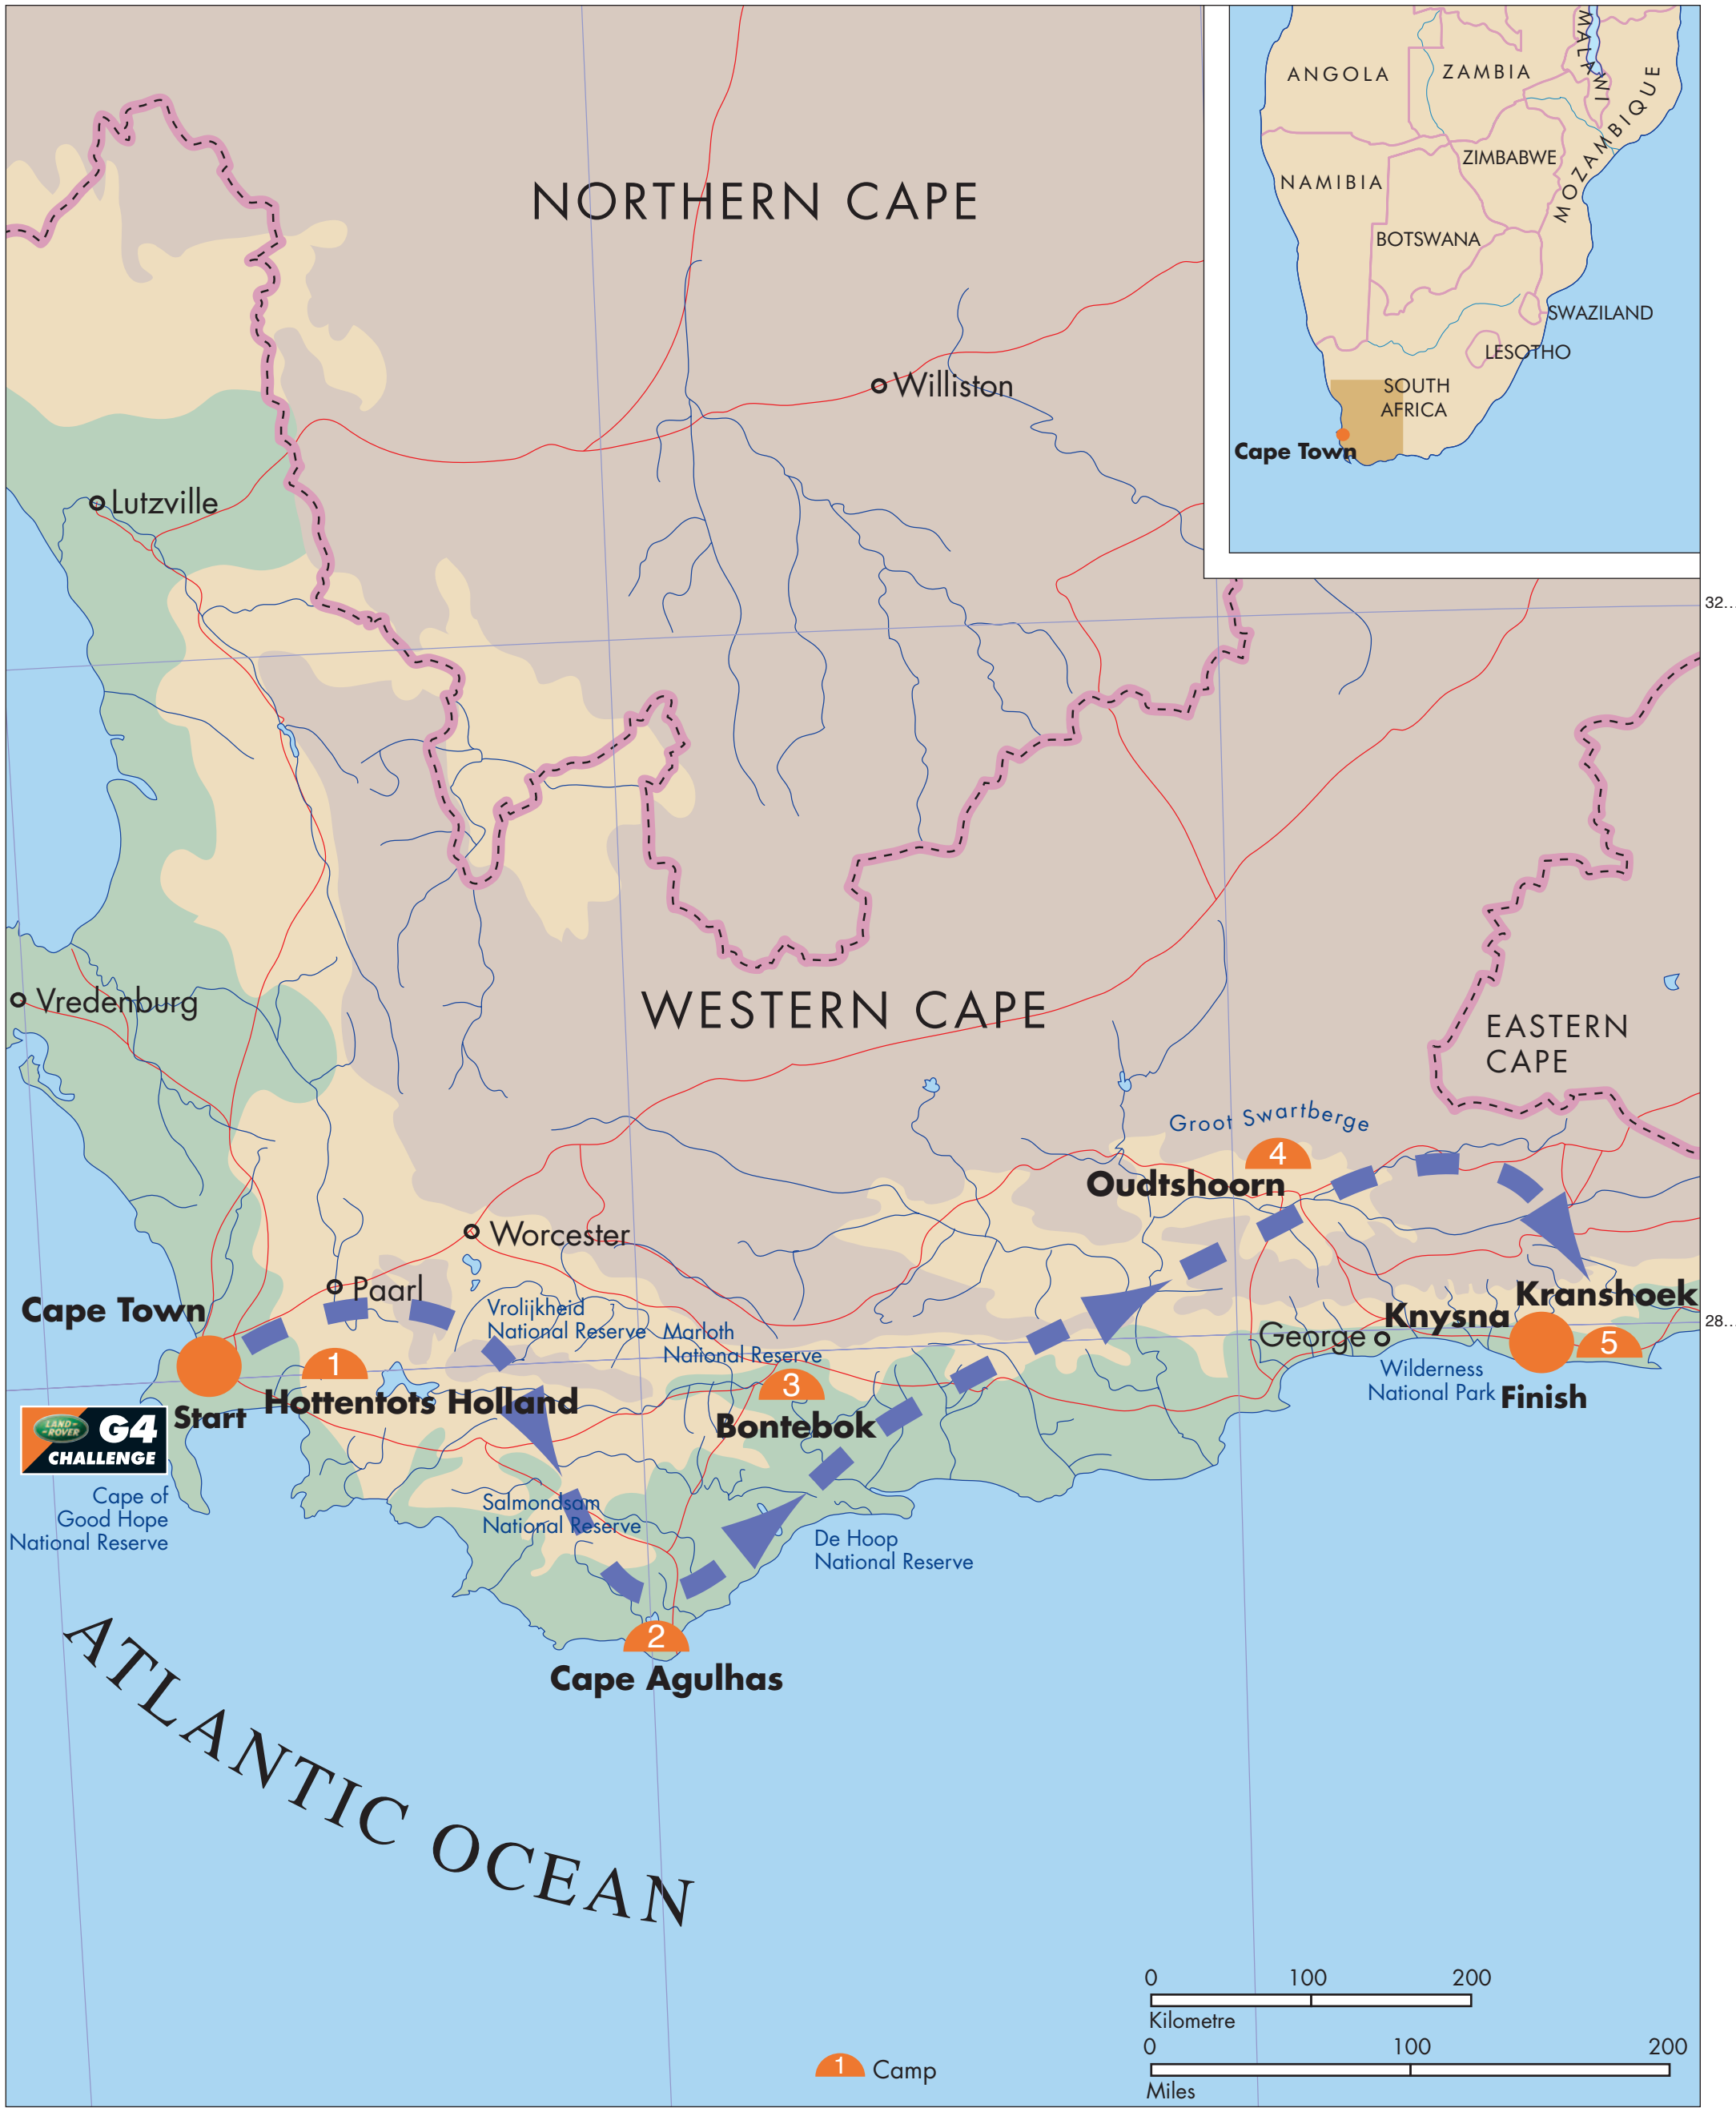 NORTHERN CAPE
Williston
Lutzville
ANGOLA
ZAMBIA
MALAWI
MOZAMBIQUE
ZIMBABWE
NAMIBIA
BOTSWANA
SWAZILAND
LESOTHO
SOUTH
AFRICA
Cape Town
32...
Vredenburg
WESTERN CAPE
EASTERN
CAPE
Groot Swartberge
4
Oudtshoorn
Worcester
Paarl
Cape Town
Vrolijkheid
National Reserve
Marloth
National Reserve
Kranshoek
Knysna
George
28...
5
1
3
Wilderness
National Park
Finish
Hottentots Holland
Start
Bontebok
LAND-
ROVER
G4
CHALLENGE
Cape of
Good Hope
National Reserve
Salmondsam
National Reserve
De Hoop
National Reserve
2
Cape Agulhas
ATLANTIC OCEAN
0 100 200
Kilometre
0 100 200
Miles
1 Camp